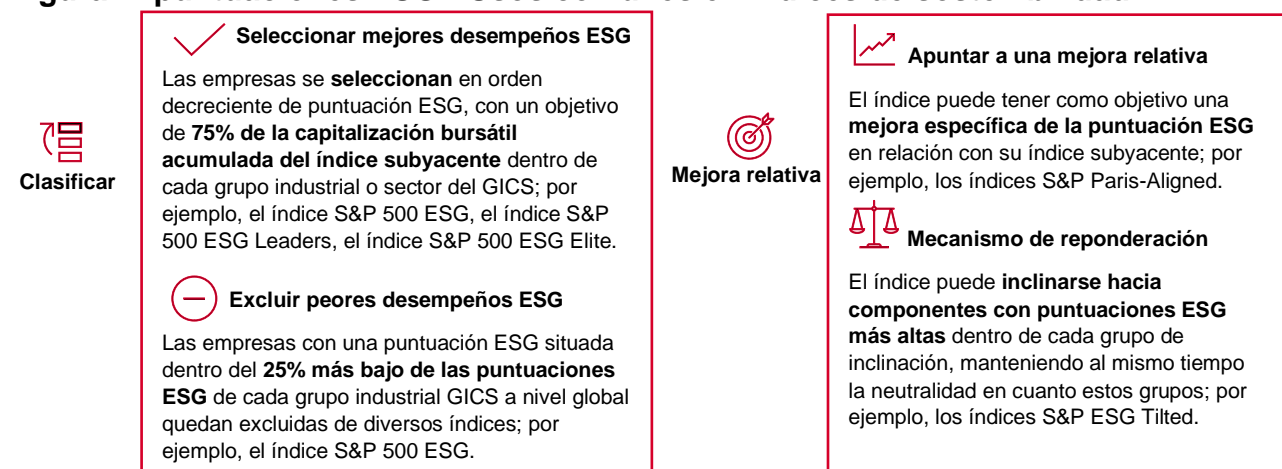 Seleccionar mejores desempeños ESG
Las empresas se seleccionan en orden
decreciente de puntuación ESG, con un objetivo
de 75% de la capitalización bursátil
acumulada del índice subyacente dentro de
cada grupo industrial o sector del GICS; por
ejemplo, el índice S&P 500 ESG, el índice S&P
500 ESG Leaders, el índice S&P 500 ESG Elite.
Clasificar
Excluir peores desempeños ESG
Las empresas con una puntuación ESG situada
dentro del 25% más bajo de las puntuaciones
ESG de cada grupo industrial GICS a nivel global
quedan excluidas de diversos índices; por
ejemplo, el índice S&P 500 ESG.
Mejora relativa
Apuntar a una mejora relativa
El índice puede tener como objetivo una
mejora específica de la puntuación ESG
en relación con su índice subyacente; por
ejemplo, los índices S&P Paris-Aligned.
Mecanismo de reponderación
El índice puede inclinarse hacia
componentes con puntuaciones ESG
más altas dentro de cada grupo de
inclinación, manteniendo al mismo tiempo
la neutralidad en cuanto estos grupos; por
ejemplo, los índices S&P ESG Tilted.